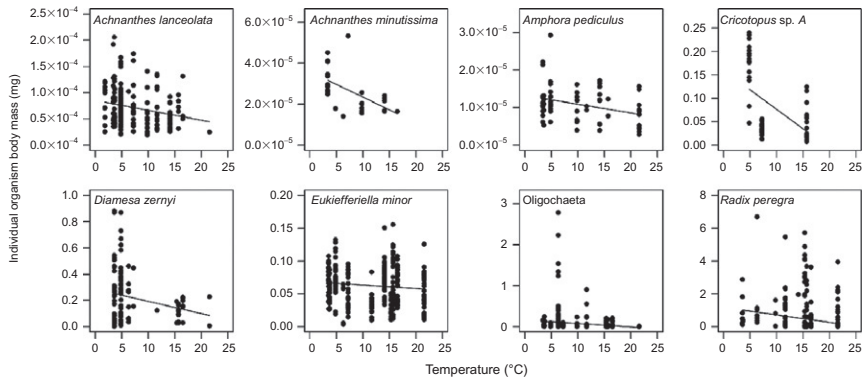 Achnanthes lanceolata
Achnanthes minutissima
Amphora pediculus
Cricotopus sp. A
2.5×10⁻⁴
2.0×10⁻⁴
1.5×10⁻⁴
1.0×10⁻⁴
5.0×10⁻⁴
0.0×10⁻⁴
6.0×10⁻⁵
4.0×10⁻⁵
2.0×10⁻⁶
0.0×10⁻⁵
3.0×10⁻⁵
2.0×10⁻⁵
1.0×10⁻⁵
0.0×10⁻⁵
0.25
0.20
0.15
0.10
0.05
0.00
0 5 10 15 20 25
0 5 10 15 20 25
0 5 10 15 20 25
0 5 10 15 20 25
Individual organism body mass (mg)
Diamesa zernyi
Eukiefferiella minor
Oligochaeta
Radix peregra
1.0
0.8
0.6
0.4
0.2
0.0
0.20
0.15
0.10
0.05
0.00
3
2
1
0
8
6
4
2
0
0 5 10 15 20 25
0 5 10 15 20 25
0 5 10 15 20 25
0 5 10 15 20 25
Temperature (°C)